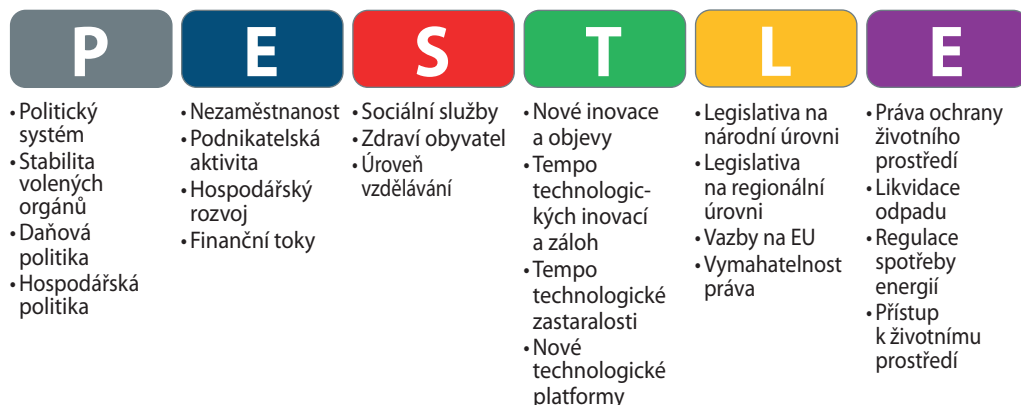 P
• Politický
systém
• Stabilita
volených
orgánů
• Daňová
politika
• Hospodářská
politika
E
• Nezaměstnanost
• Podnikatelská
aktivita
• Hospodářský
rozvoj
• Finanční toky
S
• Sociální služby
• Zdraví obyvatel
• Úroveň
vzdělávání
T
• Nové inovace
a objevy
• Tempo
technologic-
kých inovací
a záloh
• Tempo
technologické
zastaralosti
• Nové
technologické
platformy
L
• Legislativa na
národní úrovni
• Legislativa
na regionální
úrovni
• Vazby na EU
• Vymahatelnost
práva
E
• Práva ochrany
životního
prostředí
• Likvidace
odpadu
• Regulace
spotřeby
energií
• Přístup
k životnímu
prostředí